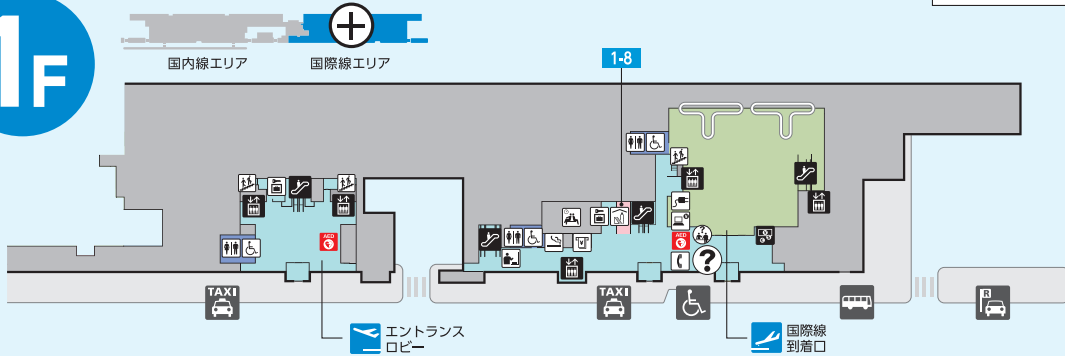 1F
国内線エリア
国際線エリア
1-8
AED
AED
?
?
TAXI
TAXI
R
エントランス
ロビー
国際線
到着口